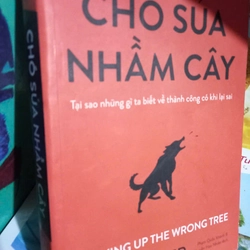 CHÓ SỦA
NHẦM CÂY
Tại sao những gì ta biết về thành công có khi lại sai
ING UP THE WRONG TREE
CHÓ SỦA NHẦM CÂY